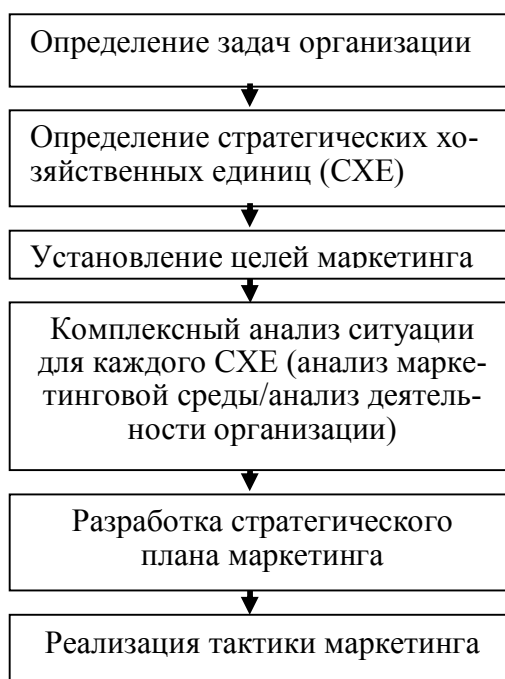 Определение задач организации
Определение стратегических хо-
зяйственных единиц (СХЕ)
Установление целей маркетинга
Комплексный анализ ситуации
для каждого СХЕ (анализ марке-
тинговой среды/анализ деятель-
ности организации)
Разработка стратегического
плана маркетинга
Реализация тактики маркетинга